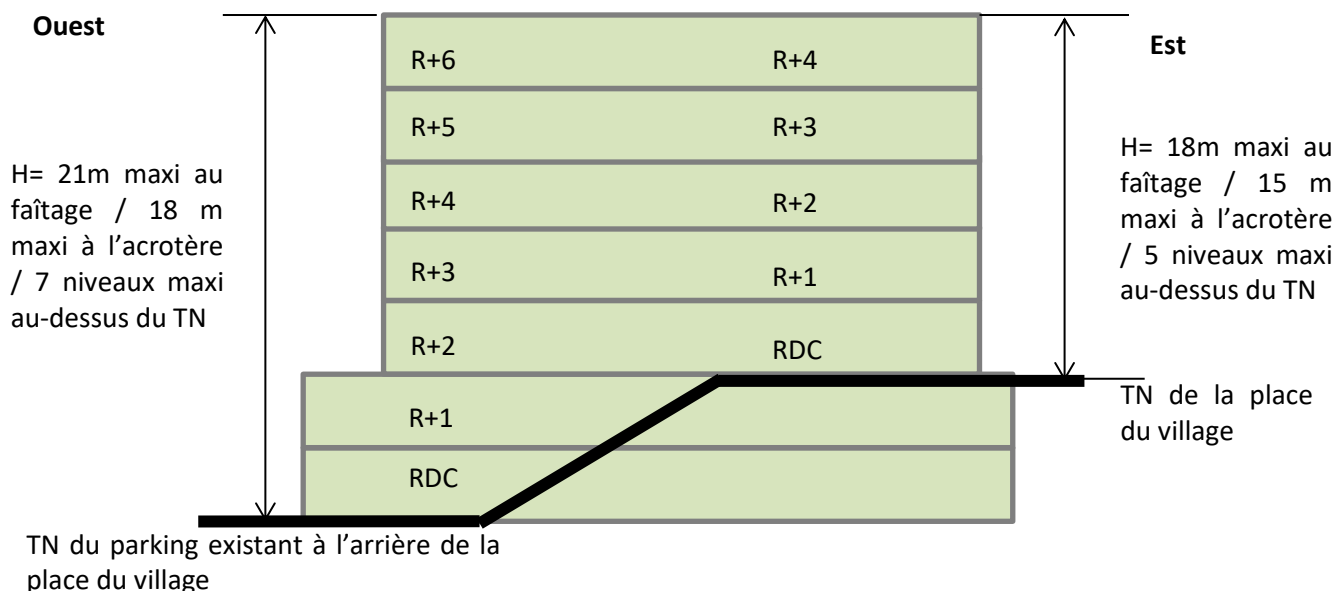 Ouest
Est
R+6
R+4
R+5
R+3
H= 21m maxi au
faîtage / 18 m
maxi à l’acrotère
/ 7 niveaux maxi
au-dessus du TN
H= 18m maxi au
faîtage / 15 m
maxi à l’acrotère
/ 5 niveaux maxi
au-dessus du TN
R+4
R+2
R+3
R+1
R+2
RDC
R+1
TN de la place
du village
RDC
TN du parking existant à l’arrière de la
place du village